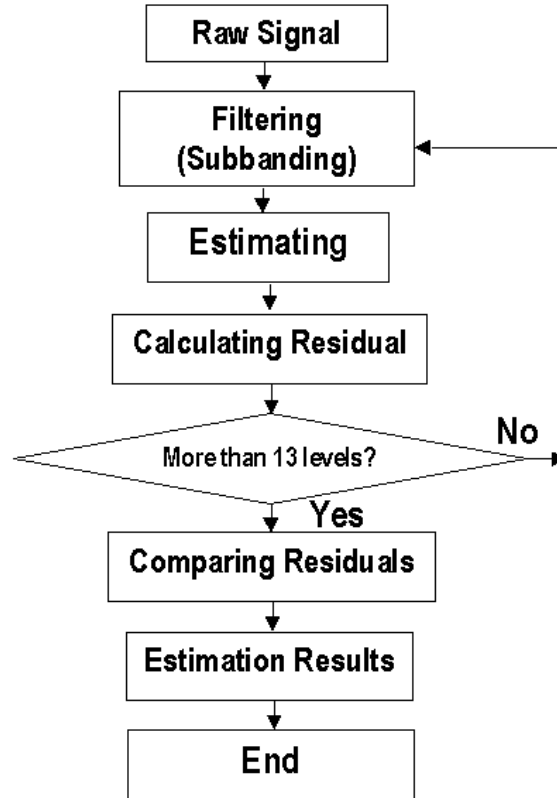 Raw Signal
Filtering
(Subbanding)
Estimating
Calculating Residual
More than 13 levels?
No
Yes
Comparing Residuals
Estimation Results
End